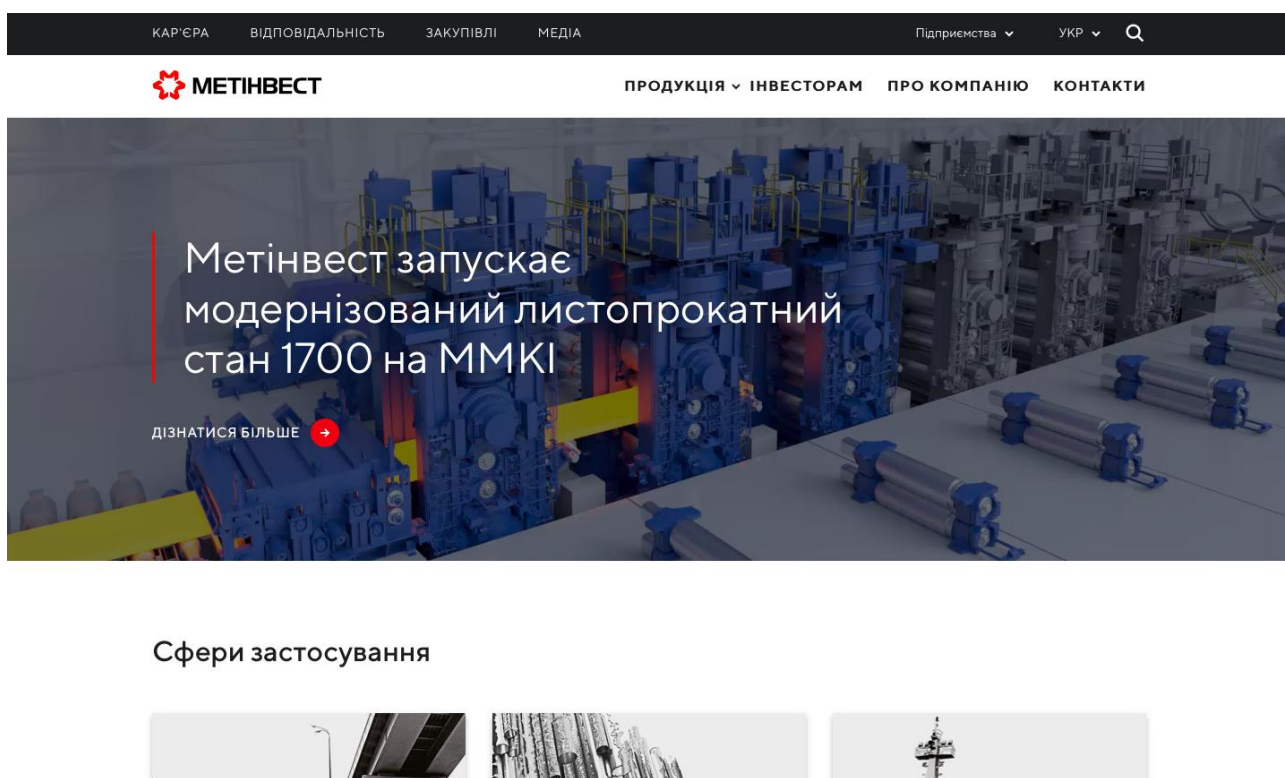 КАР'ЄРА ВІДПОВІДАЛЬНІСТЬ ЗАКУПІВЛІ МЕДІА Підприємства УКР
МЕТІНВЕСТ ПРОДУКЦІЯ ІНВЕСТОРАМ ПРО КОМПАНІЮ КОНТАКТИ
Метінвест запускає
модернізований листопрокатний
стан 1700 на ММКІ
ДІЗНАТИСЯ БІЛЬШЕ
Сфери застосування